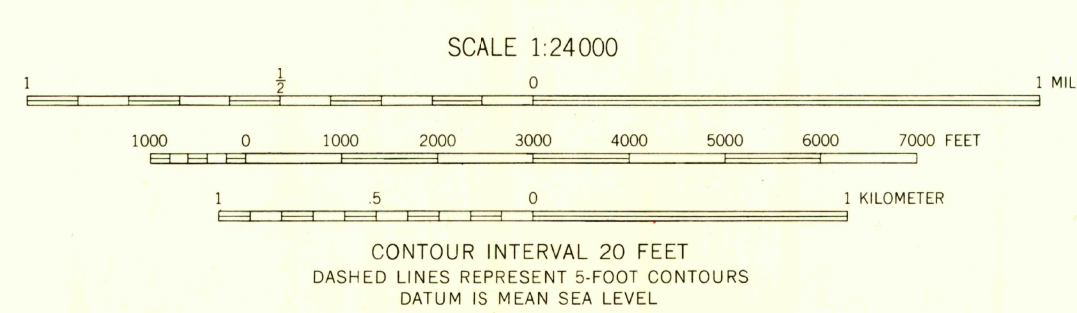 SCALE 1:24000
1 1/2 0 1 MIL
1000 0 1000 2000 3000 4000 5000 6000 7000 FEET
1 .5 0 1 KILOMETER
CONTOUR INTERVAL 20 FEET
DASHED LINES REPRESENT 5-FOOT CONTOURS
DATUM IS MEAN SEA LEVEL